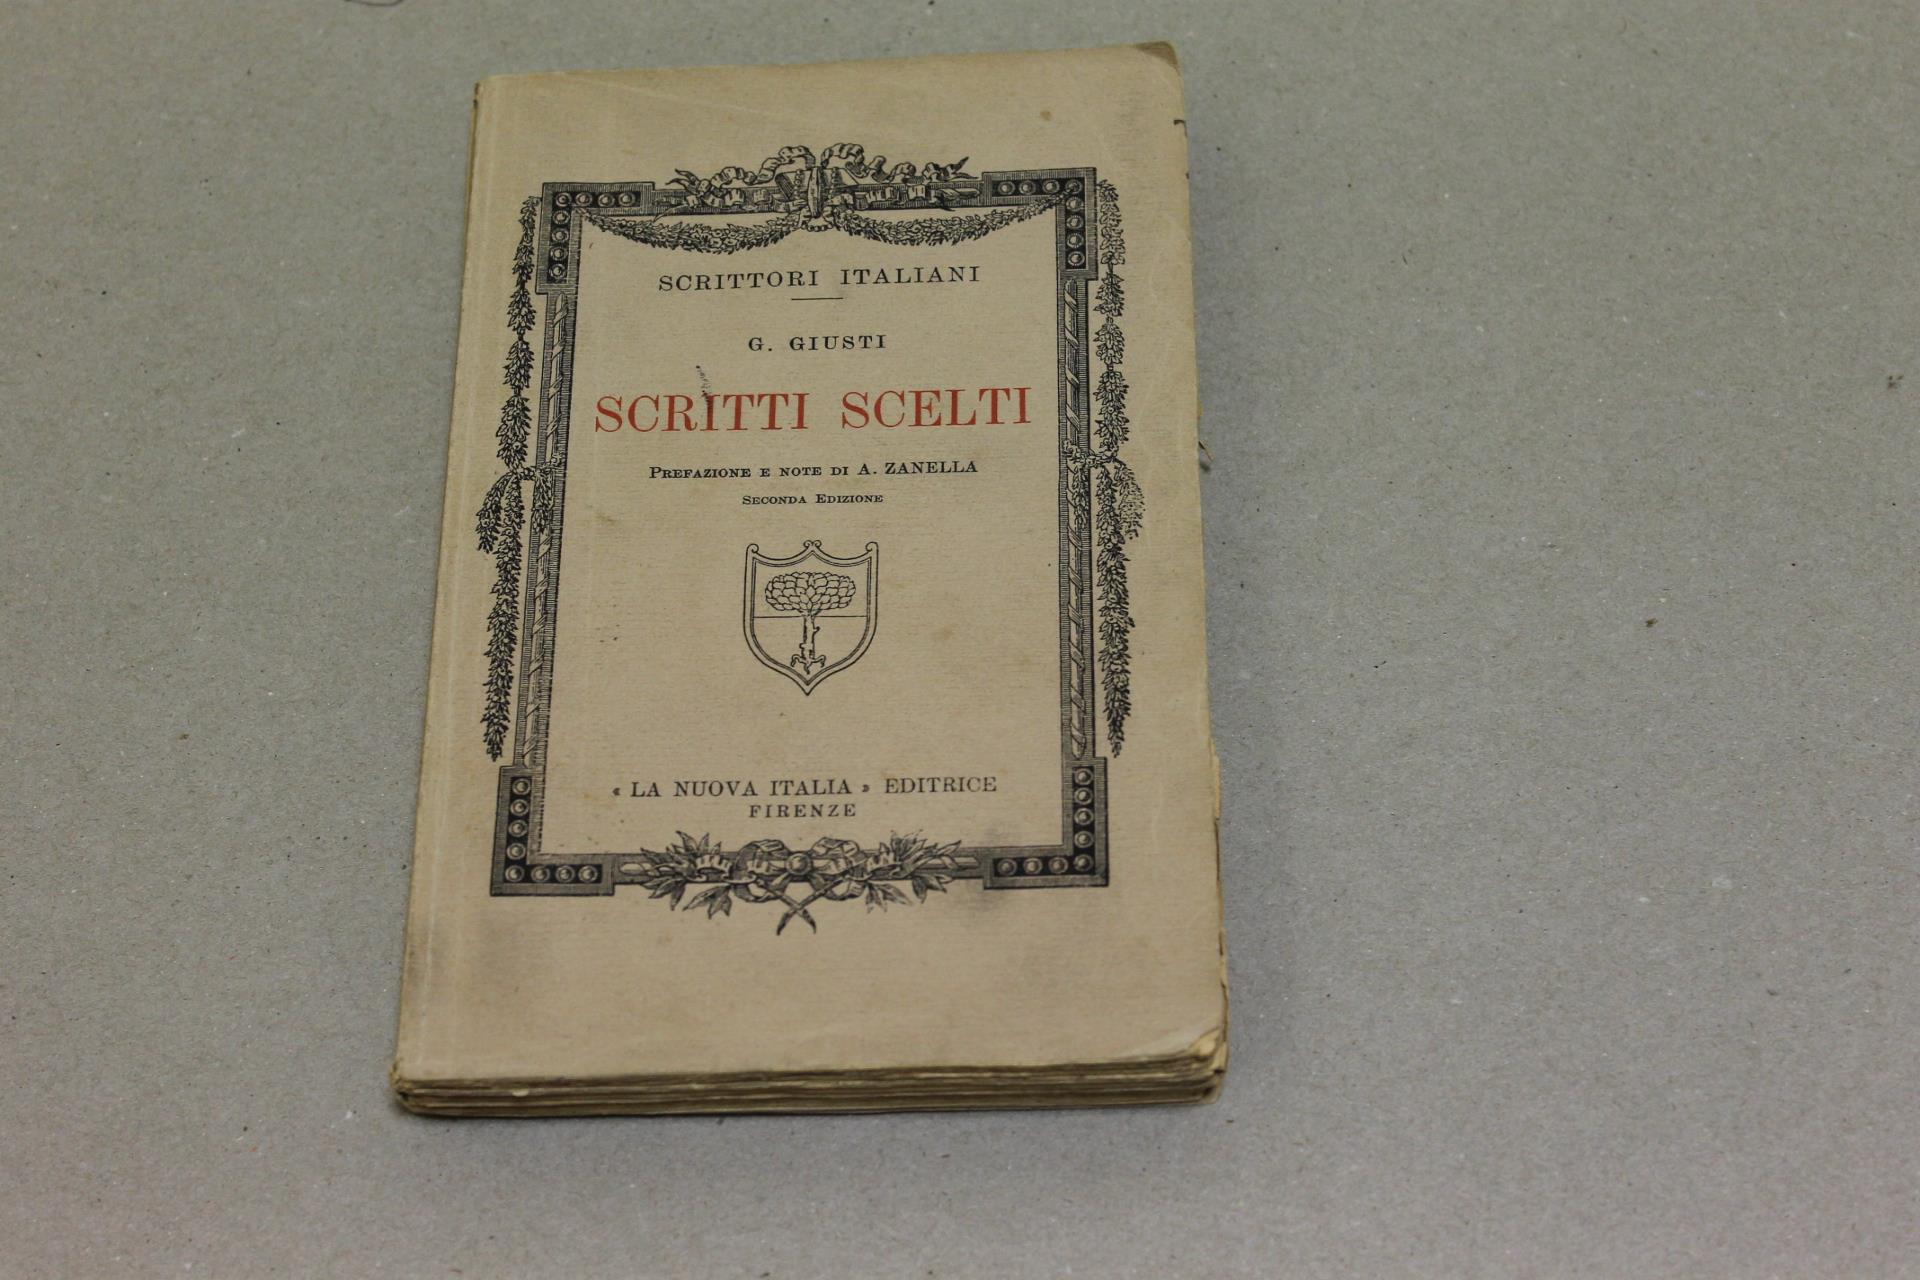 SCRITTORI ITALIANI
G. GIUSTI
SCRITTI SCELTI
PREFAZIONE E NOTE DI A. ZANELLA
SECONDA EDIZIONE
« LA NUOVA ITALIA » EDITRICE
FIRENZE